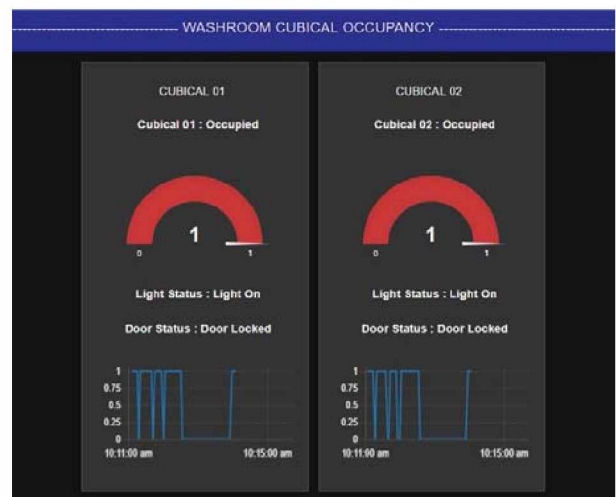 WASHROOM CUBICAL OCCUPANCY
CUBICAL 01
Cubical 01 : Occupied
1
0
1
Light Status : Light On
Door Status : Door Locked
1
0.75
0.5
0.25
0
10:11:00 am
10:15:00 am
CUBICAL 02
Cubical 02 : Occupied
1
0
1
Light Status : Light On
Door Status : Door Locked
1
0.75
0.5
0.25
0
10:11:00 am
10:15:00 am